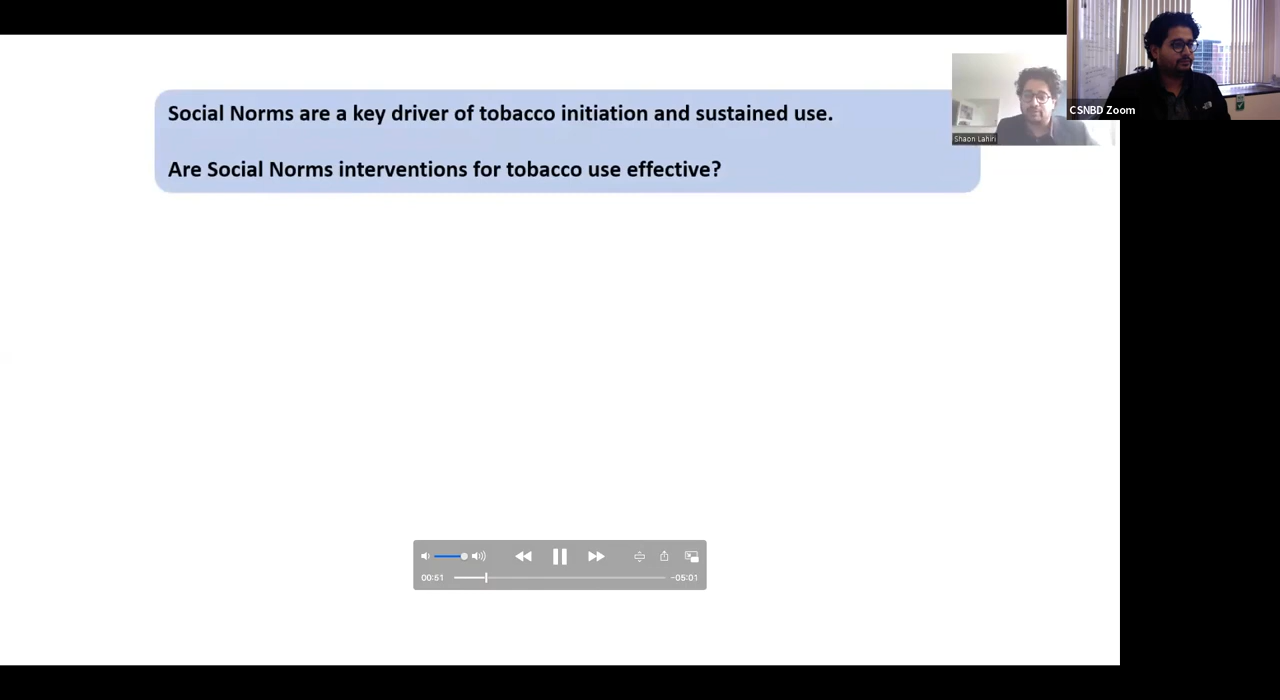 Social Norms are a key driver of tobacco initiation and sustained use.
Are Social Norms interventions for tobacco use effective?
Shaon Lahiri
CSNBD Zoom
00:51
-05:01